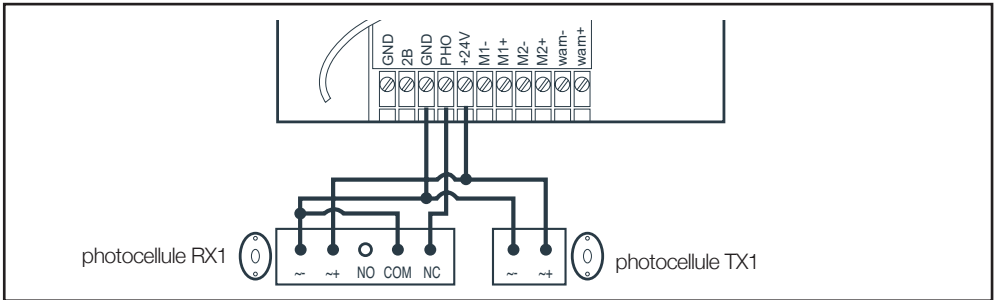 GND 2B GND PHO +24V M1- M1+ M2- M2+ wam- wam+
photocellule RX1
~- ~+ NO COM NC
~- ~+
photocellule TX1